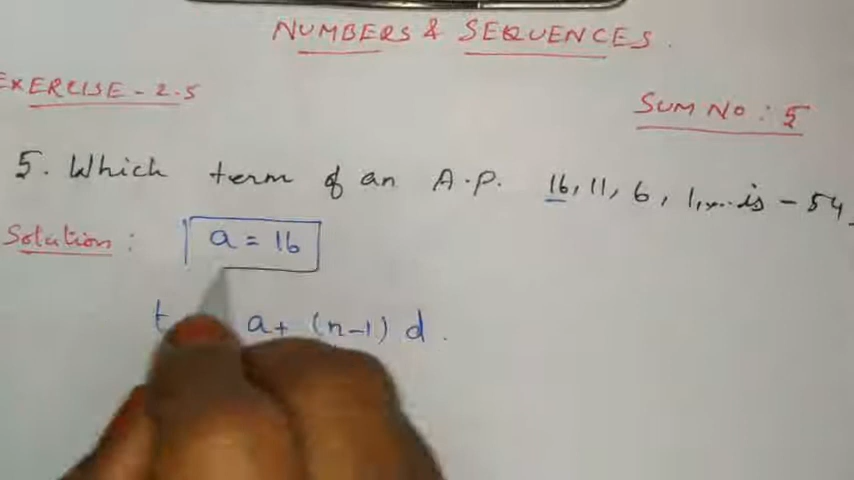 NUMBERS & SEQUENCES.
EXERCISE - 2.5
SUM NO : 5
5. Which term of an A.P. 16, 11, 6, 1,... is - 54
Solution : a = 16
t a + (n-1) d.